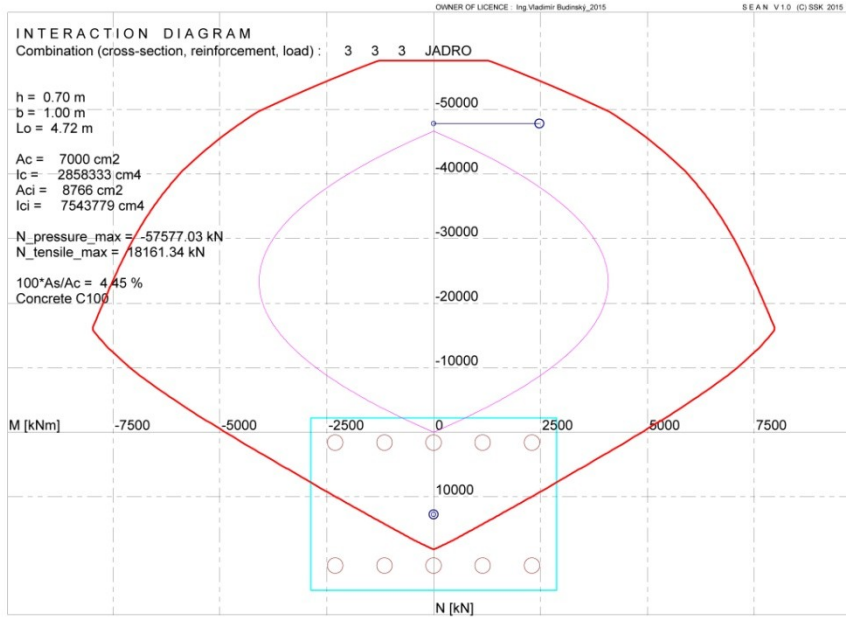 OWNER OF LICENCE : Ing.Vladimír Budinský_2015 S E A N V 1.0 (C) SSK 2015
INTERACTION DIAGRAM
Combination (cross-section, reinforcement, load) : 3 3 3 JADRO
h = 0.70 m
b = 1.00 m
Lo = 4.72 m
Ac = 7000 cm2
Ic = 2858333 cm4
Aci = 8766 cm2
Ici = 7543779 cm4
N_pressure_max = -57577.03 kN
N_tensile_max = 18161.34 kN
100*As/Ac = 4.45 %
Concrete C100
-50000
-40000
-30000
-20000
-10000
M [kNm] -7500 -5000 -2500 0 2500 5000 7500
10000
N [kN]